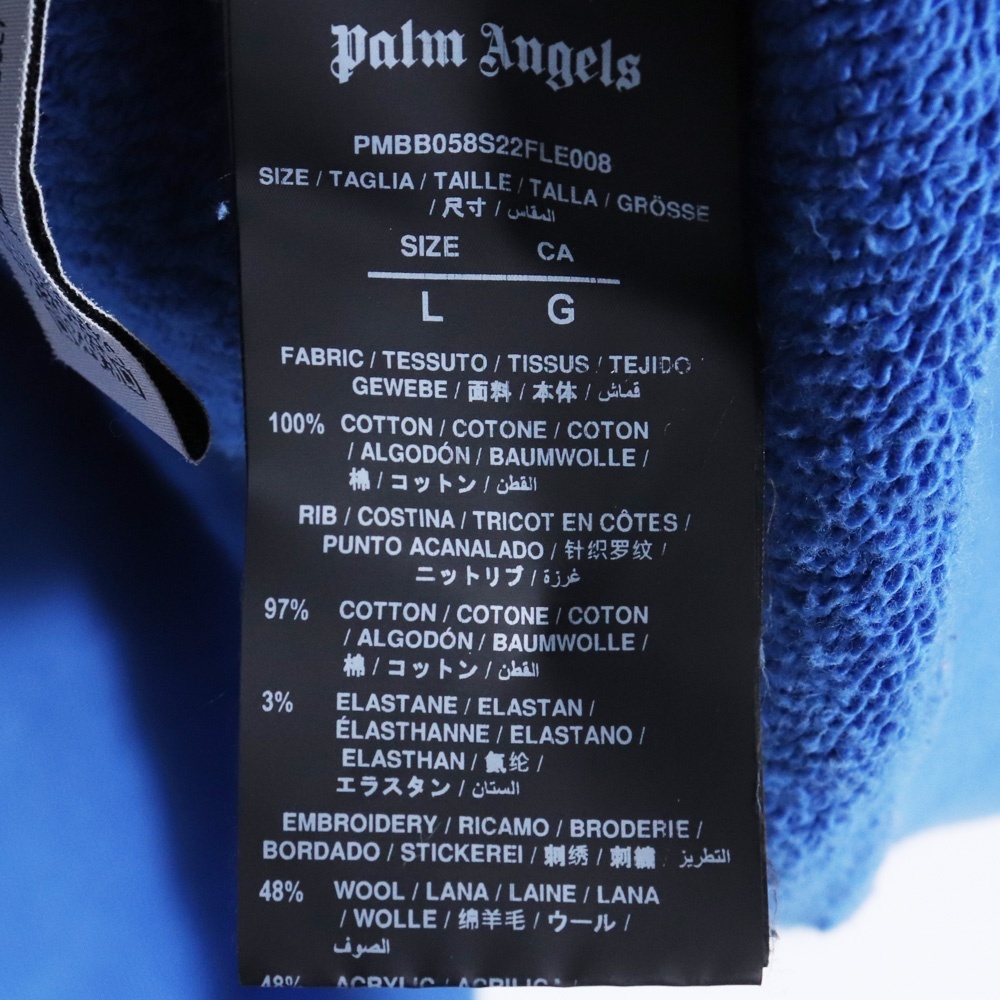 Palm Angels
PMBB058S22FLE008
SIZE / TAGLIA / TAILLE / TALLA / GRÖSSE
/ 尺寸 / المقاس
SIZE CA
L G
FABRIC / TESSUTO / TISSUS / TEJIDO
GEWEBE / 面料 / 本体 / قماش
100% COTTON / COTONE / COTON /
/ ALGODÓN / BAUMWOLLE /
棉 / コットン / القطن
RIB / COSTINA / TRICOT EN CÔTES /
PUNTO ACANALADO / 针织罗纹 /
ニットリブ / غرزة
97% COTTON / COTONE / COTON
/ ALGODÓN / BAUMWOLLE /
棉 / コットン / القطن
3% ELASTANE / ELASTAN /
ÉLASTHANNE / ELASTANO /
ELASTHAN / 氨纶 /
エラスタン / الستان
EMBROIDERY / RICAMO / BRODERIE /
BORDADO / STICKEREI / 刺绣 / 刺繍 التطريز
48% WOOL / LANA / LAINE / LANA
/ WOLLE / 绵羊毛 / ウール /
الصوف
48% ACRYLIC / ACRILICA /